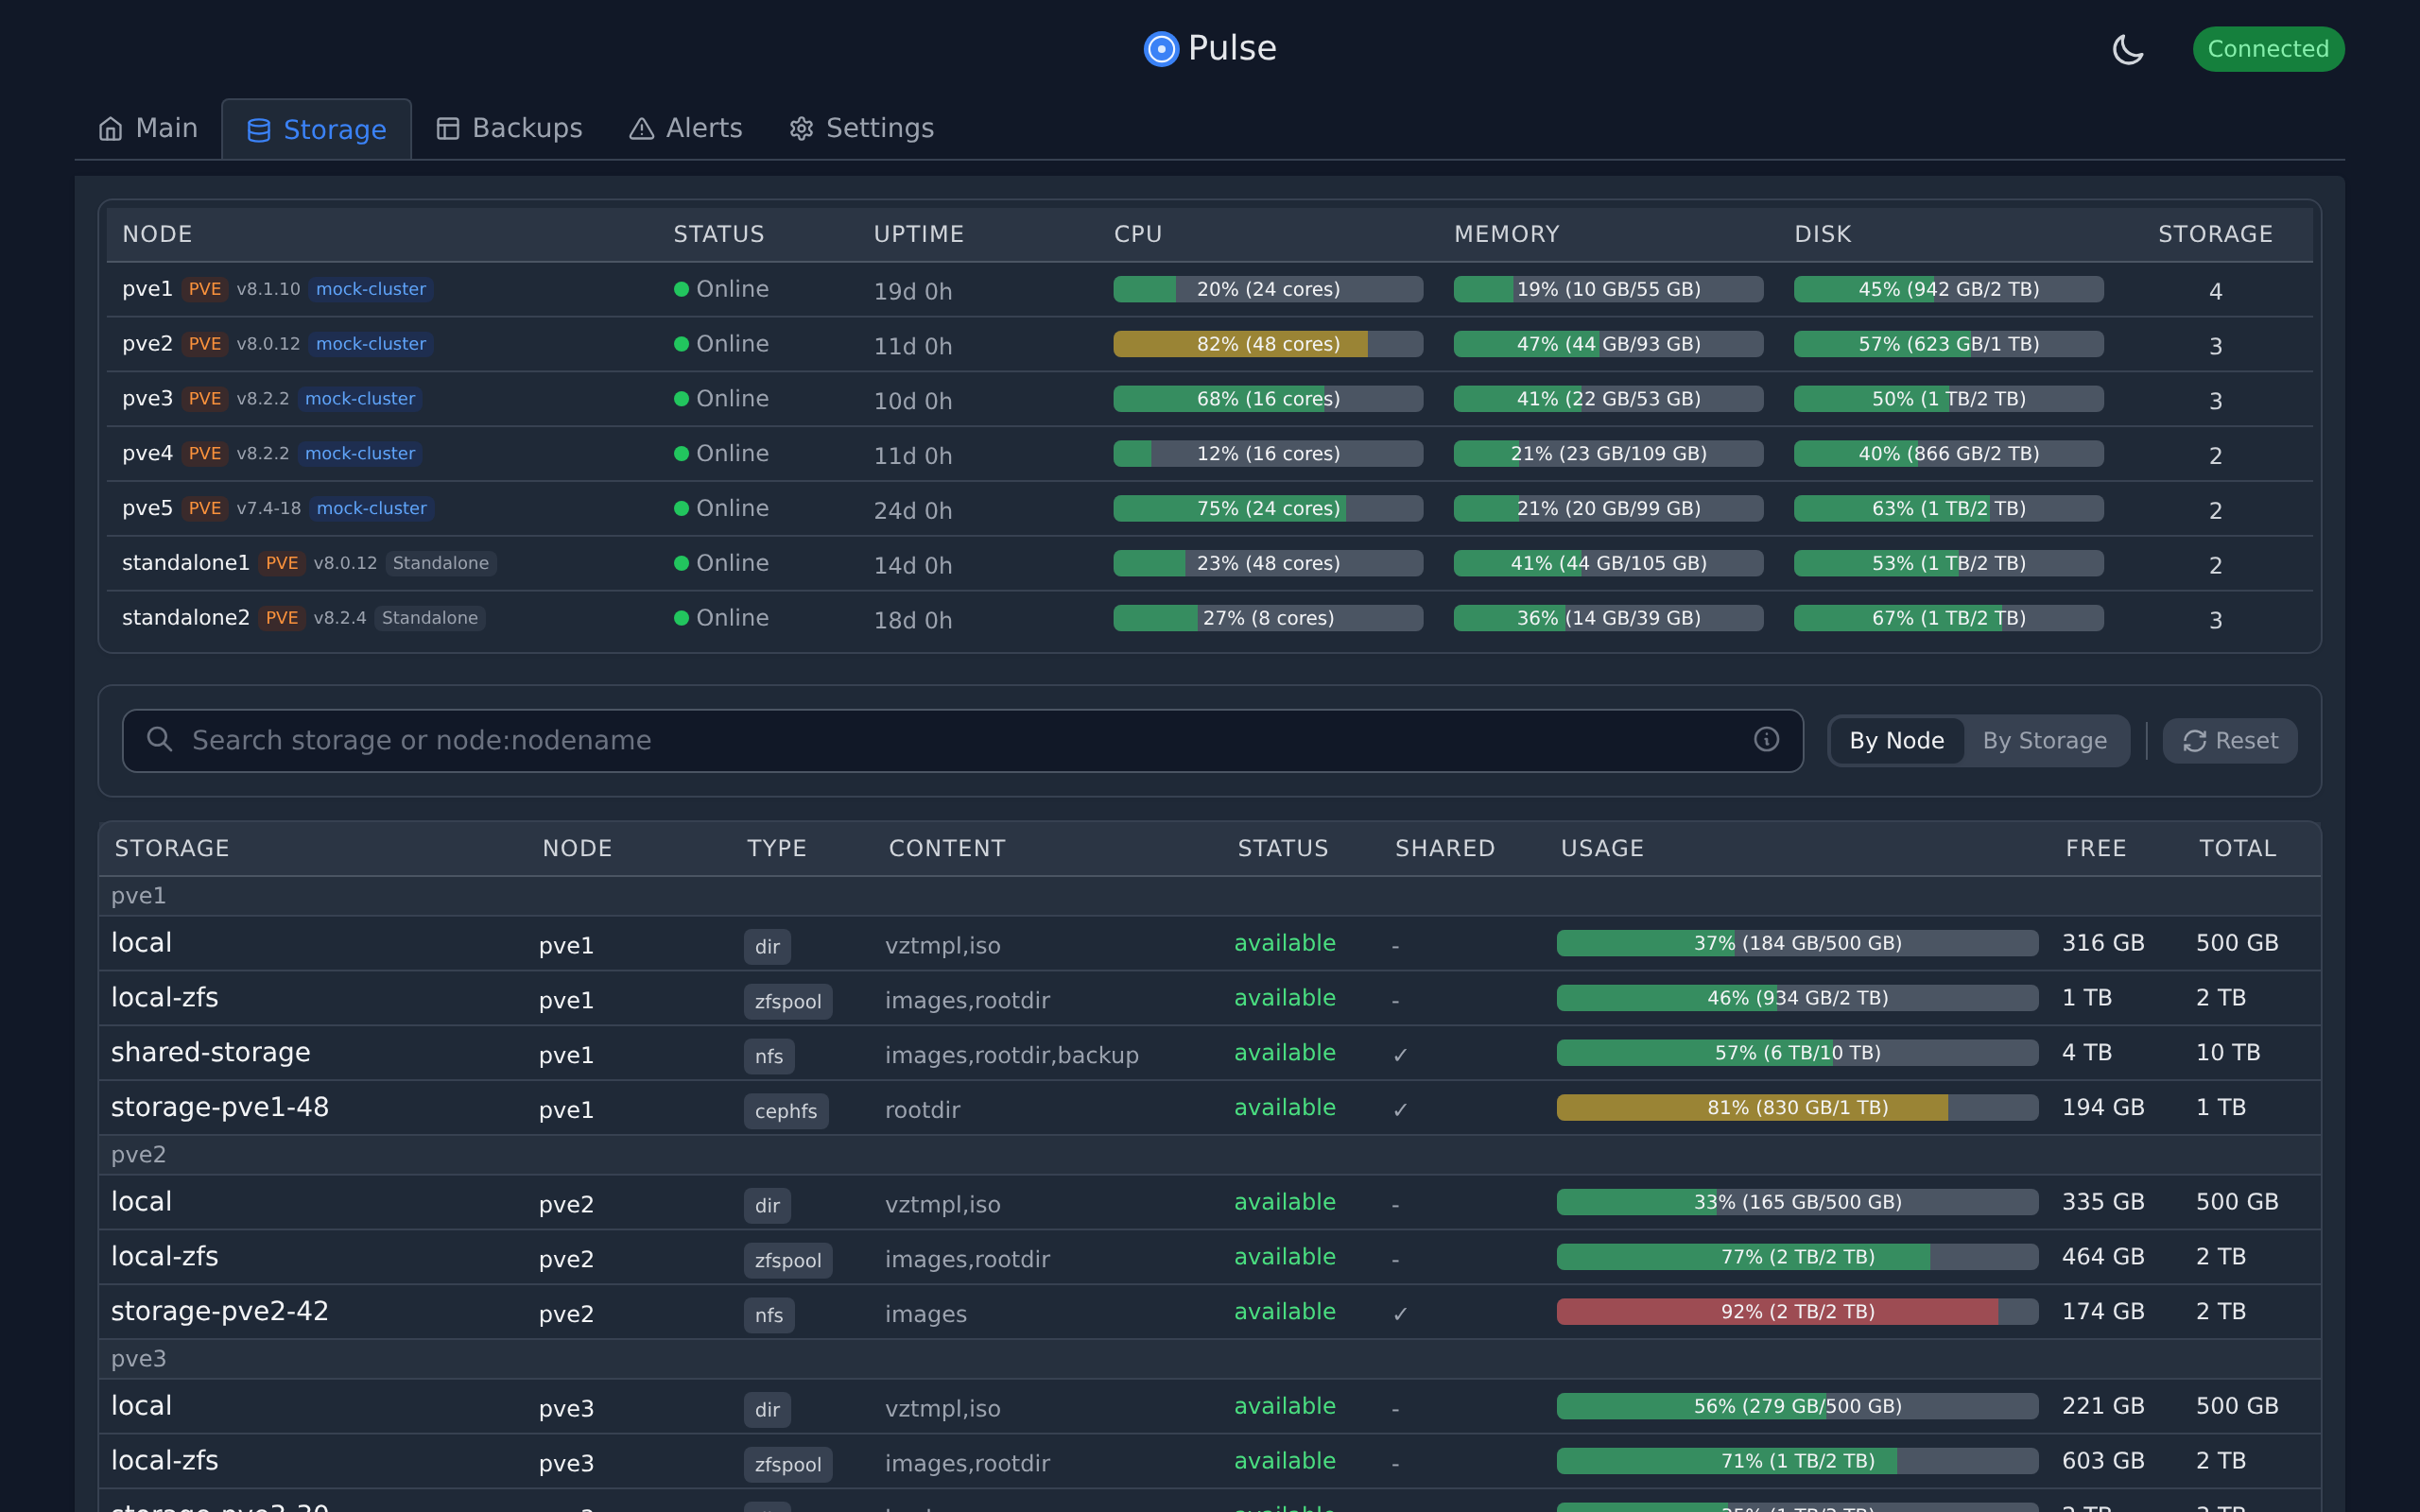 Pulse
Connected
Main Storage Backups Alerts Settings
NODE STATUS UPTIME CPU MEMORY DISK STORAGE
pve1 PVE v8.1.10 mock-cluster Online 19d 0h 20% (24 cores) 19% (10 GB/55 GB) 45% (942 GB/2 TB) 4
pve2 PVE v8.0.12 mock-cluster Online 11d 0h 82% (48 cores) 47% (44 GB/93 GB) 57% (623 GB/1 TB) 3
pve3 PVE v8.2.2 mock-cluster Online 10d 0h 68% (16 cores) 41% (22 GB/53 GB) 50% (1 TB/2 TB) 3
pve4 PVE v8.2.2 mock-cluster Online 11d 0h 12% (16 cores) 21% (23 GB/109 GB) 40% (866 GB/2 TB) 2
pve5 PVE v7.4-18 mock-cluster Online 24d 0h 75% (24 cores) 21% (20 GB/99 GB) 63% (1 TB/2 TB) 2
standalone1 PVE v8.0.12 Standalone Online 14d 0h 23% (48 cores) 41% (44 GB/105 GB) 53% (1 TB/2 TB) 2
standalone2 PVE v8.2.4 Standalone Online 18d 0h 27% (8 cores) 36% (14 GB/39 GB) 67% (1 TB/2 TB) 3
Search storage or node:nodename By Node By Storage Reset
STORAGE NODE TYPE CONTENT STATUS SHARED USAGE FREE TOTAL
pve1
local pve1 dir vztmpl,iso available - 37% (184 GB/500 GB) 316 GB 500 GB
local-zfs pve1 zfspool images,rootdir available - 46% (934 GB/2 TB) 1 TB 2 TB
shared-storage pve1 nfs images,rootdir,backup available ✓ 57% (6 TB/10 TB) 4 TB 10 TB
storage-pve1-48 pve1 cephfs rootdir available ✓ 81% (830 GB/1 TB) 194 GB 1 TB
pve2
local pve2 dir vztmpl,iso available - 33% (165 GB/500 GB) 335 GB 500 GB
local-zfs pve2 zfspool images,rootdir available - 77% (2 TB/2 TB) 464 GB 2 TB
storage-pve2-42 pve2 nfs images available ✓ 92% (2 TB/2 TB) 174 GB 2 TB
pve3
local pve3 dir vztmpl,iso available - 56% (279 GB/500 GB) 221 GB 500 GB
local-zfs pve3 zfspool images,rootdir available - 71% (1 TB/2 TB) 603 GB 2 TB